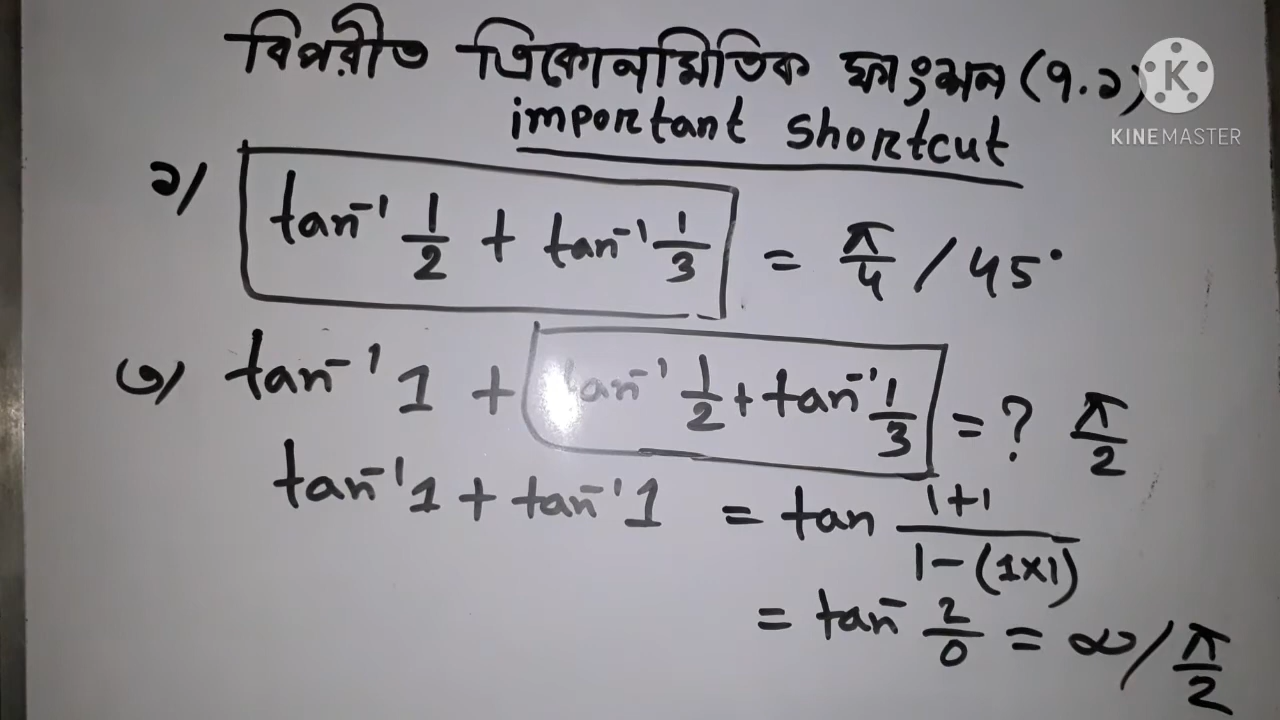 বিপরীত ত্রিকোনমিতিক ফাংশন (৭.১)
KINEMASTER
important shortcut
১/ tan⁻¹ 1/2 + tan⁻¹ 1/3 = π/4 / 45°
৩/ tan⁻¹ 1 + tan⁻¹ 1/2 + tan⁻¹ 1/3 = ? π/2
tan⁻¹ 1 + tan⁻¹ 1 = tan (1+1)/(1-(1×1))
= tan⁻ 2/0 = ∞ / π/2